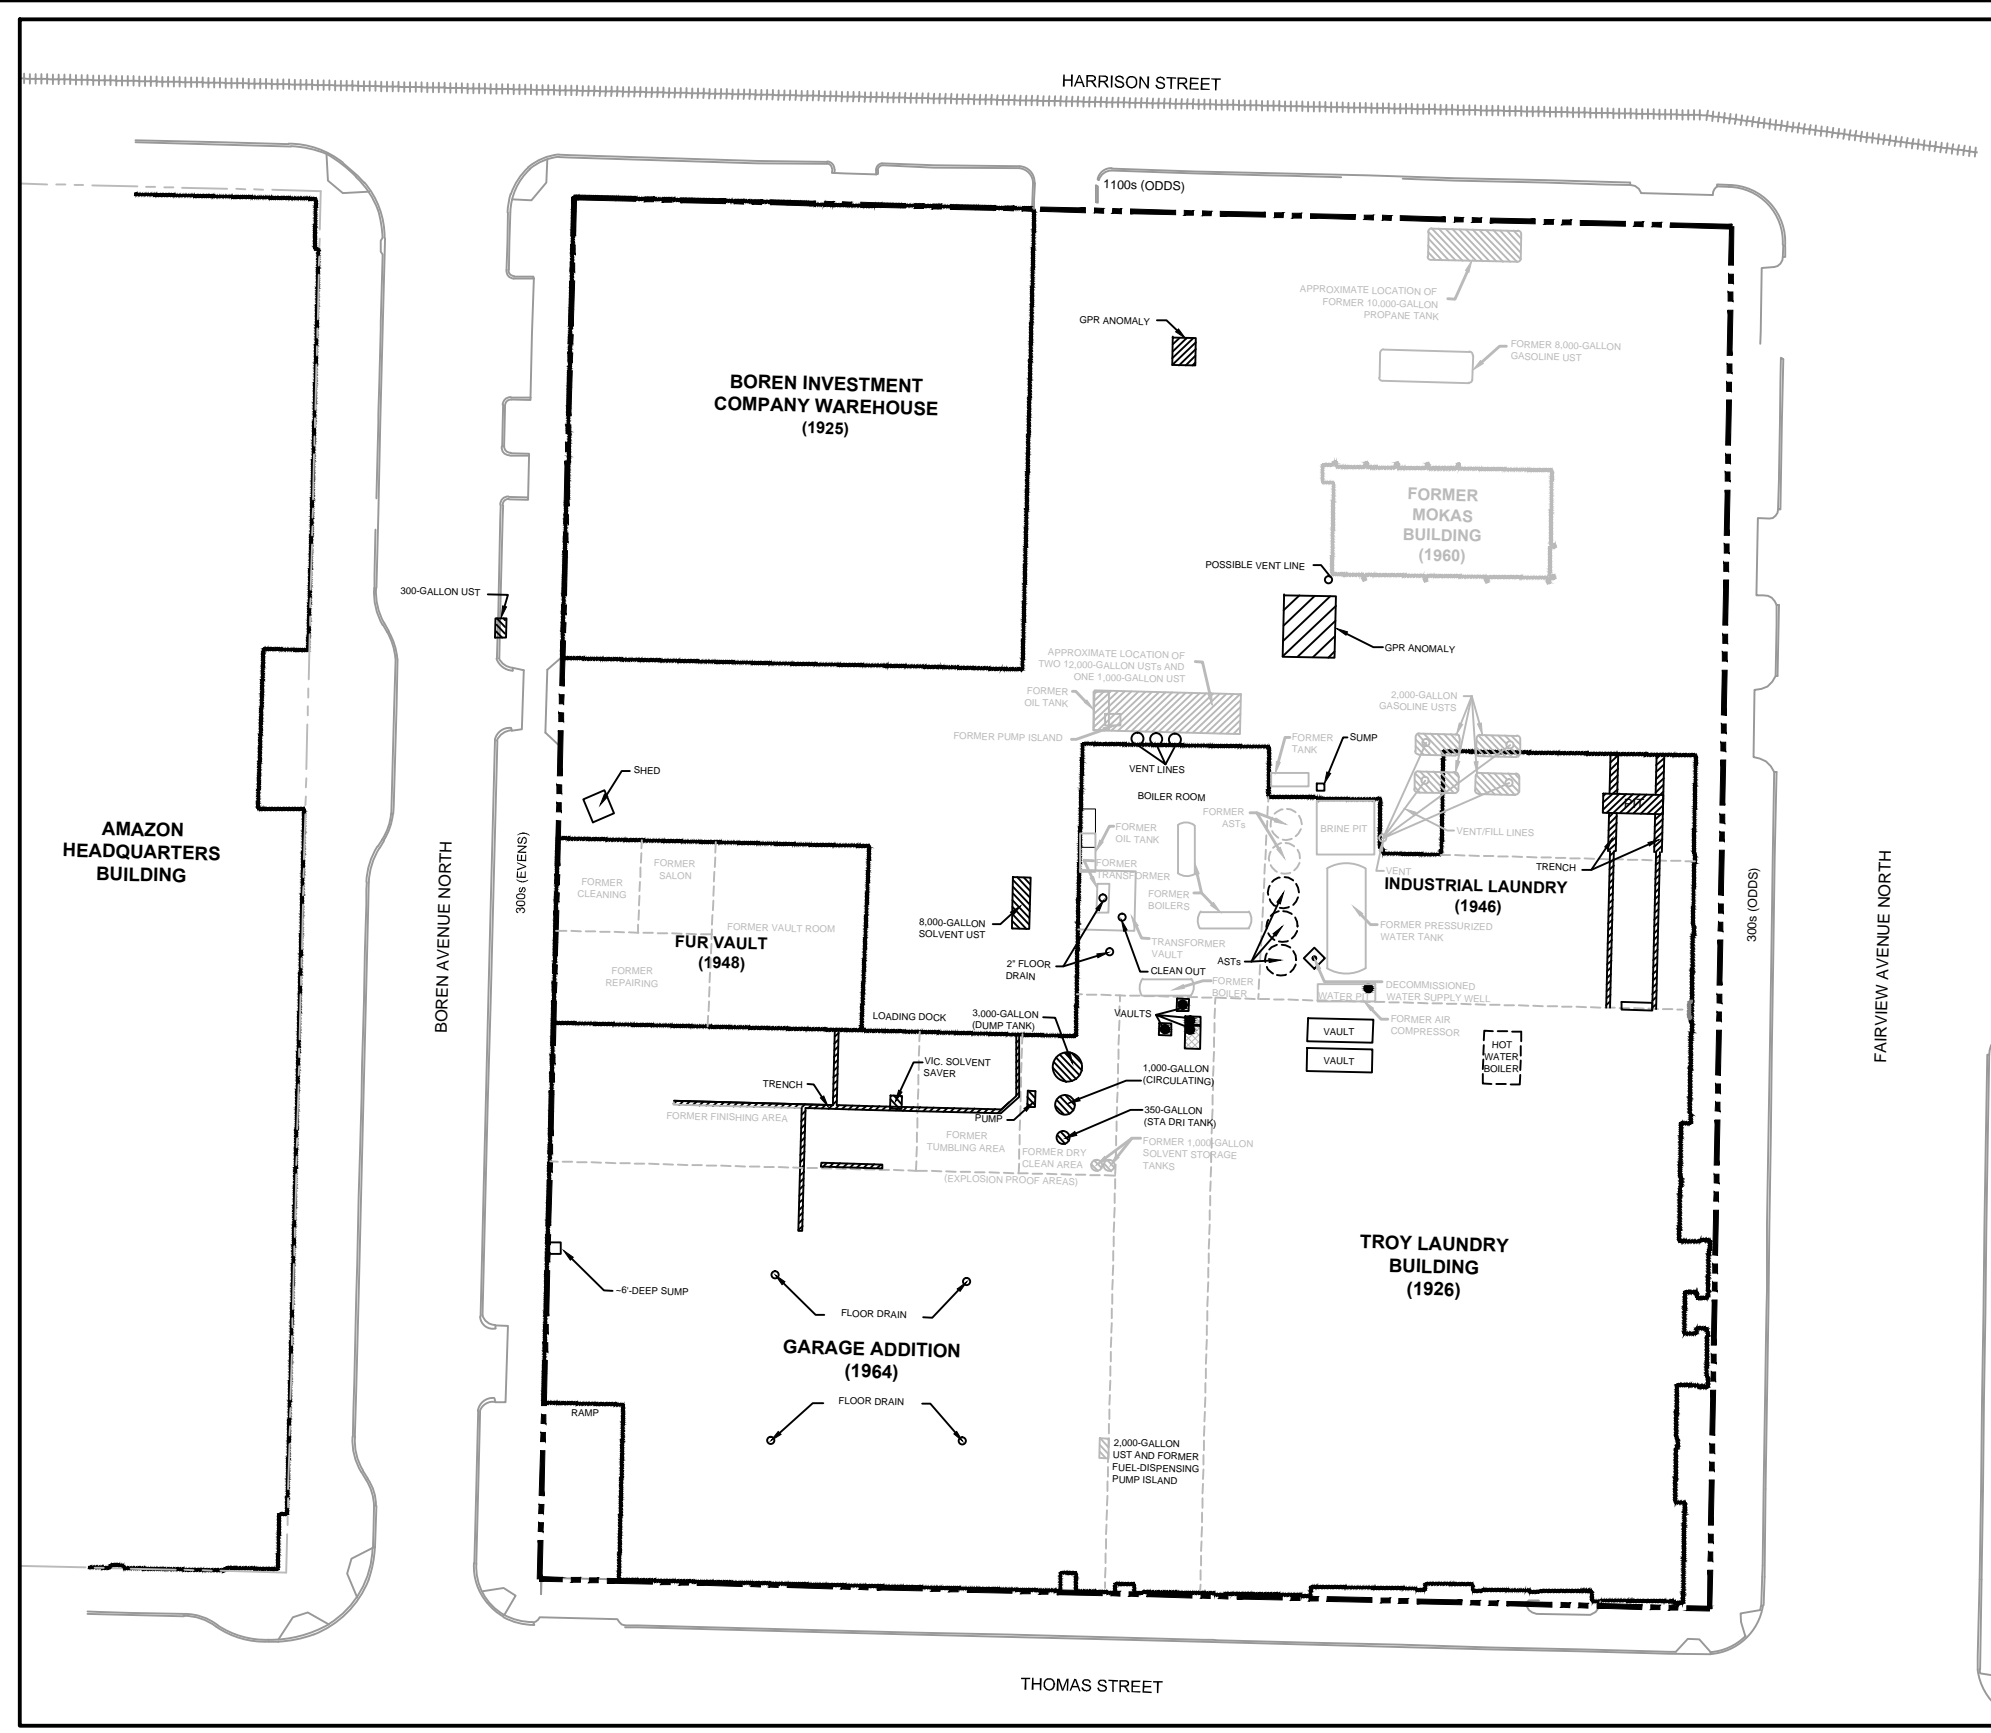 HARRISON STREET
1100s (ODDS)
APPROXIMATE LOCATION OF
FORMER 10,000-GALLON
PROPANE TANK
GPR ANOMALY
FORMER 8,000-GALLON
GASOLINE UST
BOREN INVESTMENT
COMPANY WAREHOUSE
(1925)
FORMER
MOKAS
BUILDING
(1960)
POSSIBLE VENT LINE
300-GALLON UST
GPR ANOMALY
APPROXIMATE LOCATION OF
TWO 12,000-GALLON USTs AND
ONE 1,000-GALLON UST
FORMER
OIL TANK
FORMER PUMP ISLAND
2,000-GALLON
GASOLINE USTS
FORMER
TANK
SUMP
VENT LINES
SHED
BOILER ROOM
PIT
FORMER
ASTs
BRINE PIT
VENT/FILL LINES
FORMER
OIL TANK
AMAZON
HEADQUARTERS
BUILDING
BOREN AVENUE NORTH
300s (EVENS)
FORMER
SALON
FORMER
CLEANING
FORMER
TRANSFORMER
VENT
TRENCH
INDUSTRIAL LAUNDRY
(1946)
FORMER
BOILERS
300s (ODDS)
FAIRVIEW AVENUE NORTH
8,000-GALLON
SOLVENT UST
FORMER VAULT ROOM
FUR VAULT
(1948)
FORMER PRESSURIZED
WATER TANK
TRANSFORMER
VAULT
2" FLOOR
DRAIN
CLEAN OUT
ASTs
FORMER
REPAIRING
FORMER
BOILER
WATER PIT
DECOMMISSIONED
WATER SUPPLY WELL
LOADING DOCK
3,000-GALLON
(DUMP TANK)
VAULTS
FORMER AIR
COMPRESSOR
VAULT
VAULT
HOT
WATER
BOILER
VIC. SOLVENT
SAVER
1,000-GALLON
(CIRCULATING)
TRENCH
PUMP
350-GALLON
(STA DRI TANK)
FORMER FINISHING AREA
FORMER
TUMBLING AREA
FORMER DRY
CLEAN AREA
FORMER 1,000-GALLON
SOLVENT STORAGE
TANKS
(EXPLOSION PROOF AREAS)
TROY LAUNDRY
BUILDING
(1926)
~6'-DEEP SUMP
FLOOR DRAIN
GARAGE ADDITION
(1964)
FLOOR DRAIN
RAMP
2,000-GALLON
UST AND FORMER
FUEL-DISPENSING
PUMP ISLAND
THOMAS STREET